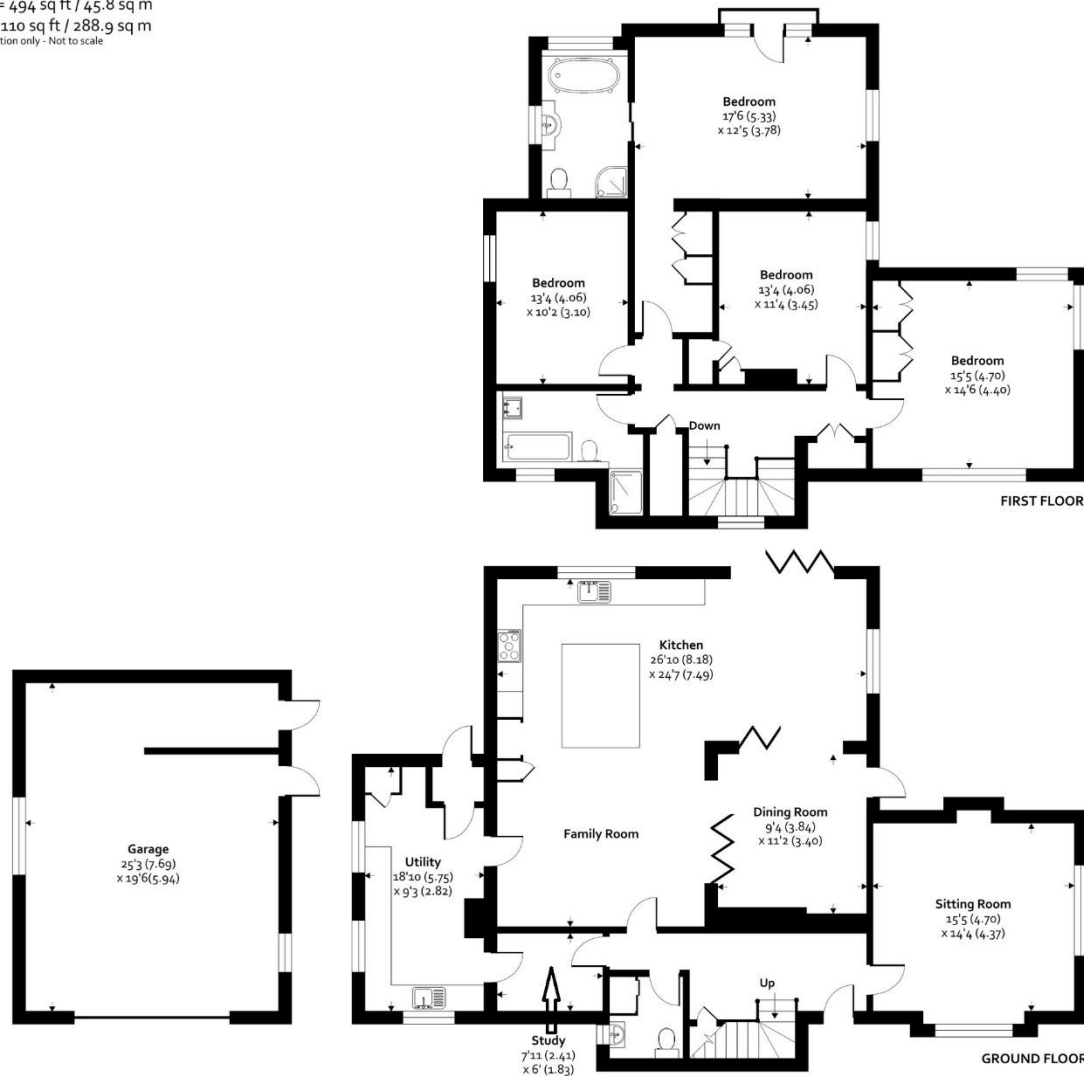 = 494 sq ft / 45.8 sq m
110 sq ft / 288.9 sq m
tion only - Not to scale
Bedroom
17'6 (5.33)
x 12'5 (3.78)
Bedroom
13'4 (4.06)
x 10'2 (3.10)
Bedroom
13'4 (4.06)
x 11'4 (3.45)
Bedroom
15'5 (4.70)
x 14'6 (4.40)
Down
FIRST FLOOR
Kitchen
26'10 (8.18)
x 24'7 (7.49)
Family Room
Dining Room
9'4 (3.84)
x 11'2 (3.40)
Garage
25'3 (7.69)
x 19'6(5.94)
Utility
18'10 (5.75)
x 9'3 (2.82)
Sitting Room
15'5 (4.70)
x 14'4 (4.37)
Up
Study
7'11 (2.41)
x 6' (1.83)
GROUND FLOOR